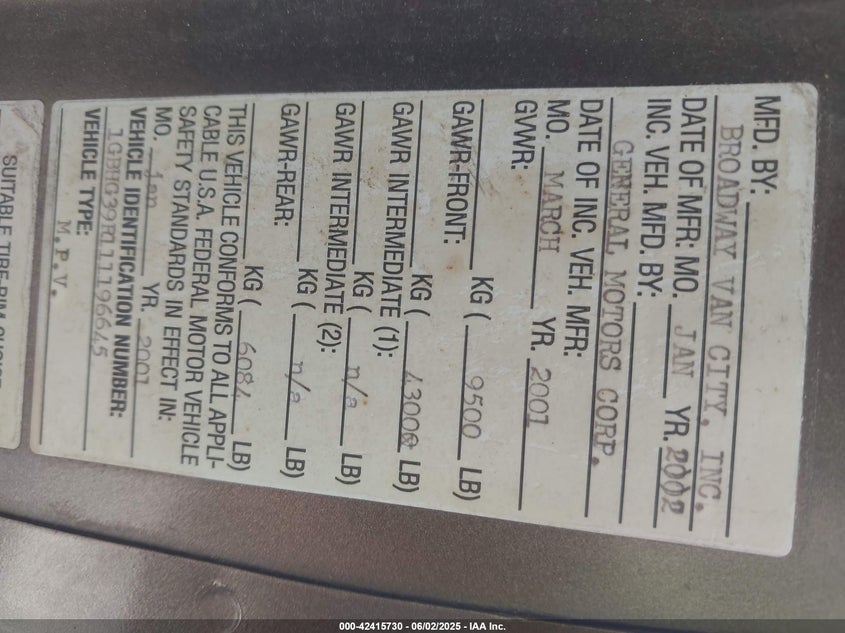 MFD. BY:
BROADWAY VAN CITY, INC.
DATE OF MFR: MO. JAN YR. 2002
INC. VEH. MFD. BY:
GENERAL MOTORS CORP.
DATE OF INC. VEH. MFR:
MO. MARCH YR. 2001
GVWR:
KG ( 9500 LB)
GAWR-FRONT:
KG ( 4300 LB)
GAWR INTERMEDIATE (1):
KG ( n/a LB)
GAWR INTERMEDIATE (2):
KG ( n/a LB)
GAWR-REAR:
KG ( 6084 LB)
THIS VEHICLE CONFORMS TO ALL APPLI-
CABLE U.S.A. FEDERAL MOTOR VEHICLE
SAFETY STANDARDS IN EFFECT IN:
MO. jan YR. 2001
VEHICLE IDENTIFICATION NUMBER:
1GBHG39R111196645
VEHICLE TYPE:
M.P.V.
SUITABLE TIRE-RIM CHOICE
000-42415730 - 06/02/2025 - IAA Inc.